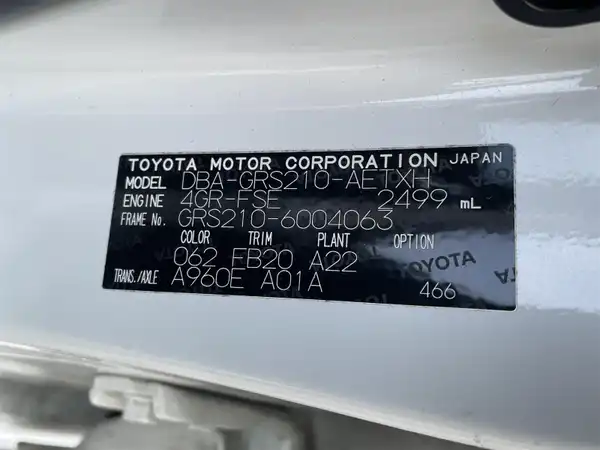 TOYOTA MOTOR CORPORATION JAPAN
MODEL DBA-GRS210-AETXH
ENGINE 4GR-FSE 2499 mL
FRAME No. GRS210-6004063
COLOR TRIM PLANT OPTION
062 FB20 A22 TOYOTA
TRANS./AXLE A960E A01A 466